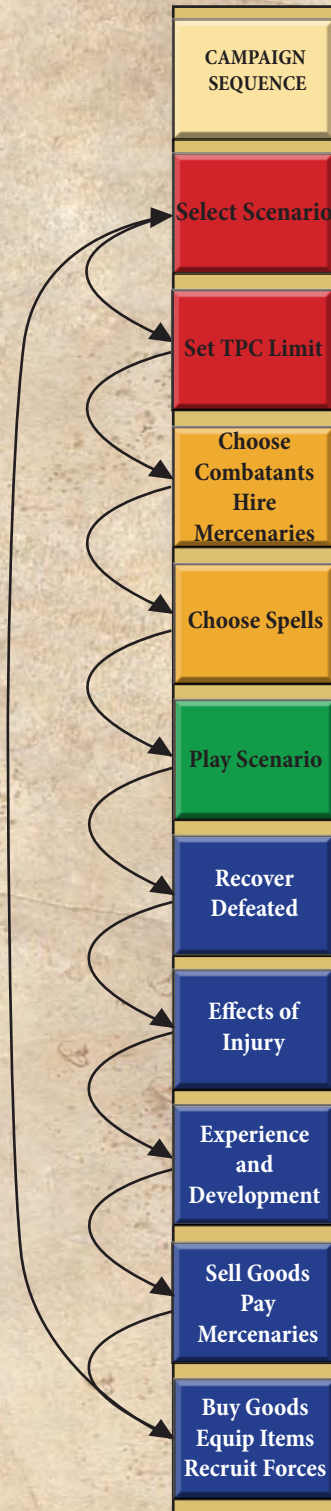 CAMPAIGN
SEQUENCE
Select Scenario
Set TPC Limit
Choose
Combatants
Hire
Mercenaries
Choose Spells
Play Scenario
Recover
Defeated
Effects of
Injury
Experience
and
Development
Sell Goods
Pay
Mercenaries
Buy Goods
Equip Items
Recruit Forces